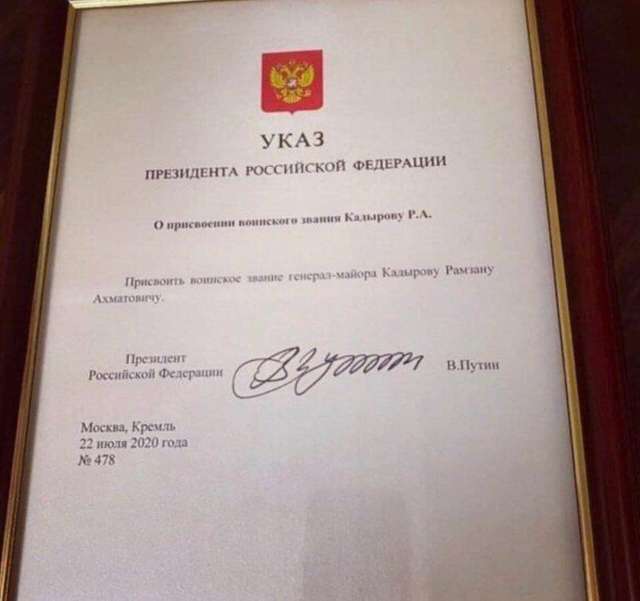 УКАЗ
ПРЕЗИДЕНТА РОССИЙСКОЙ ФЕДЕРАЦИИ
О присвоении воинского звания Кадырову Р.А.
Присвоить воинское звание генерал-майора Кадырову Рамзану
Ахматовичу.
Президент
Российской Федерации
В.Путин
Москва, Кремль
22 июля 2020 года
№ 478